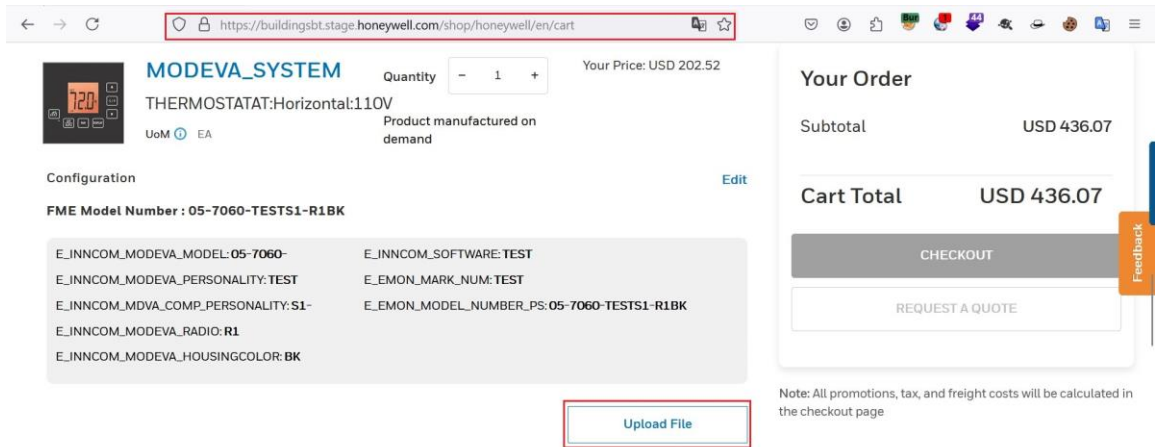 https://buildingsbt.stage.honeywell.com/shop/honeywell/en/cart
Bur
44
72.0
MODEVA_SYSTEM
THERMOSTATAT:Horizontal:110V
UoM EA
Quantity - 1 +
Product manufactured on
demand
Your Price: USD 202.52
Configuration
Edit
FME Model Number : 05-7060-TESTS1-R1BK
E_INNCOM_MODEVA_MODEL: 05-7060-
E_INNCOM_MODEVA_PERSONALITY: TEST
E_INNCOM_MDVA_COMP_PERSONALITY: S1-
E_INNCOM_MODEVA_RADIO: R1
E_INNCOM_MODEVA_HOUSINGCOLOR: BK
E_INNCOM_SOFTWARE: TEST
E_EMON_MARK_NUM: TEST
E_EMON_MODEL_NUMBER_PS: 05-7060-TESTS1-R1BK
Upload File
Your Order
Subtotal USD 436.07
Cart Total USD 436.07
CHECKOUT
REQUEST A QUOTE
Note: All promotions, tax, and freight costs will be calculated in
the checkout page
Feedback